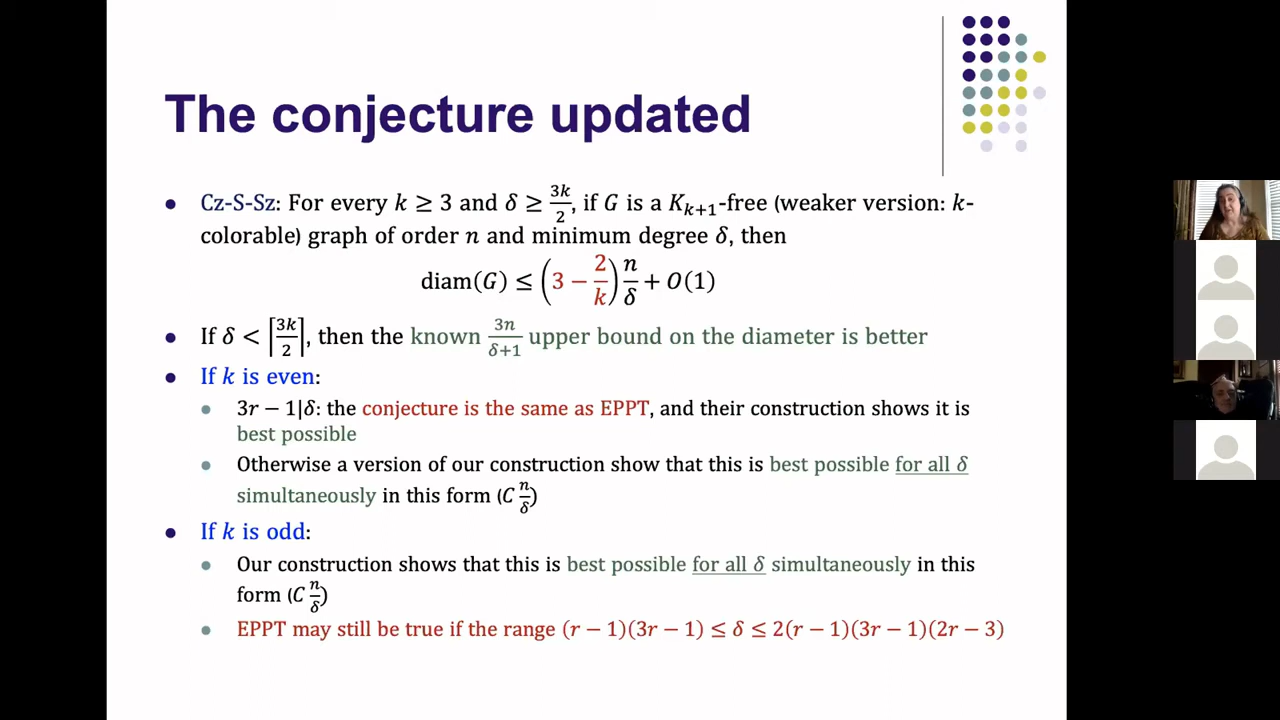 The conjecture updated
• Cz-S-Sz: For every k ≥ 3 and δ ≥ 3k/2, if G is a K_{k+1}-free (weaker version: k-
colorable) graph of order n and minimum degree δ, then
diam(G) ≤ (3 − 2/k) n/δ + O(1)
• If δ < ⌈3k/2⌉, then the known 3n/(δ+1) upper bound on the diameter is better
• If k is even:
• 3r − 1|δ: the conjecture is the same as EPPT, and their construction shows it is
best possible
• Otherwise a version of our construction show that this is best possible for all δ
simultaneously in this form (C n/δ)
• If k is odd:
• Our construction shows that this is best possible for all δ simultaneously in this
form (C n/δ)
• EPPT may still be true if the range (r − 1)(3r − 1) ≤ δ ≤ 2(r − 1)(3r − 1)(2r − 3)